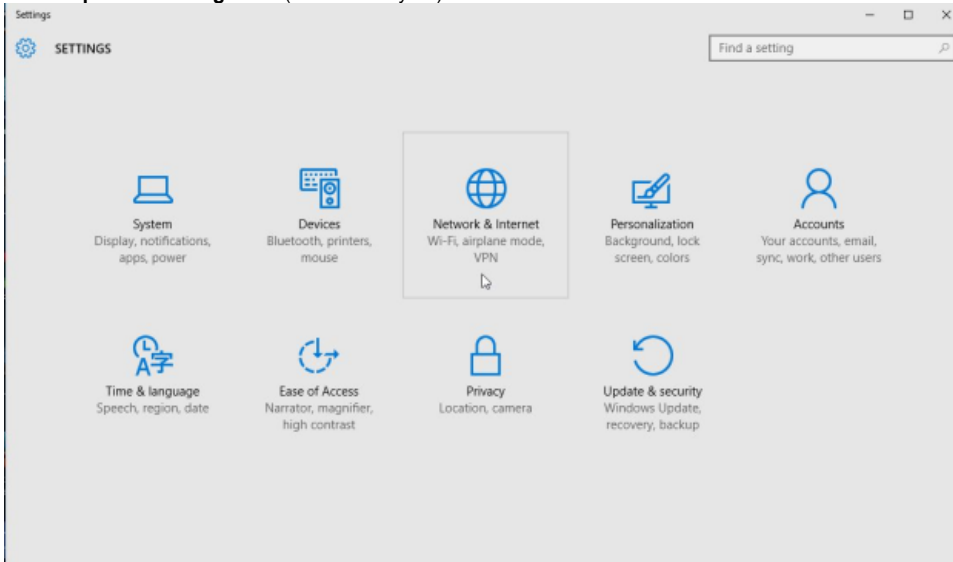 Settings
SETTINGS
Find a setting
System
Display, notifications,
apps, power
Devices
Bluetooth, printers,
mouse
Network & Internet
Wi-Fi, airplane mode,
VPN
Personalization
Background, lock
screen, colors
Accounts
Your accounts, email,
sync, work, other users
字
A
Time & language
Speech, region, date
Ease of Access
Narrator, magnifier,
high contrast
Privacy
Location, camera
Update & security
Windows Update,
recovery, backup